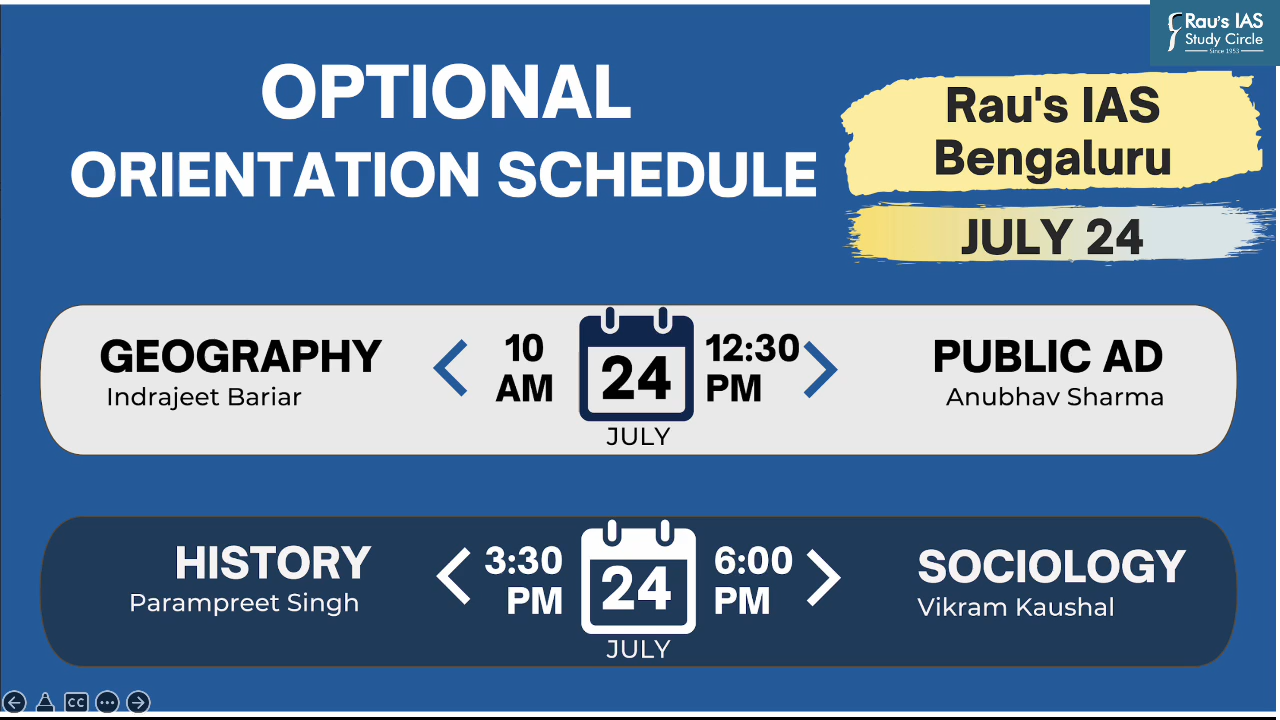 Rau's IAS
Study Circle
Since 1953
OPTIONAL
ORIENTATION SCHEDULE
Rau's IAS
Bengaluru
JULY 24
GEOGRAPHY
Indrajeet Bariar
10
AM
24
JULY
12:30
PM
PUBLIC AD
Anubhav Sharma
HISTORY
Parampreet Singh
3:30
PM
24
JULY
6:00
PM
SOCIOLOGY
Vikram Kaushal
CC